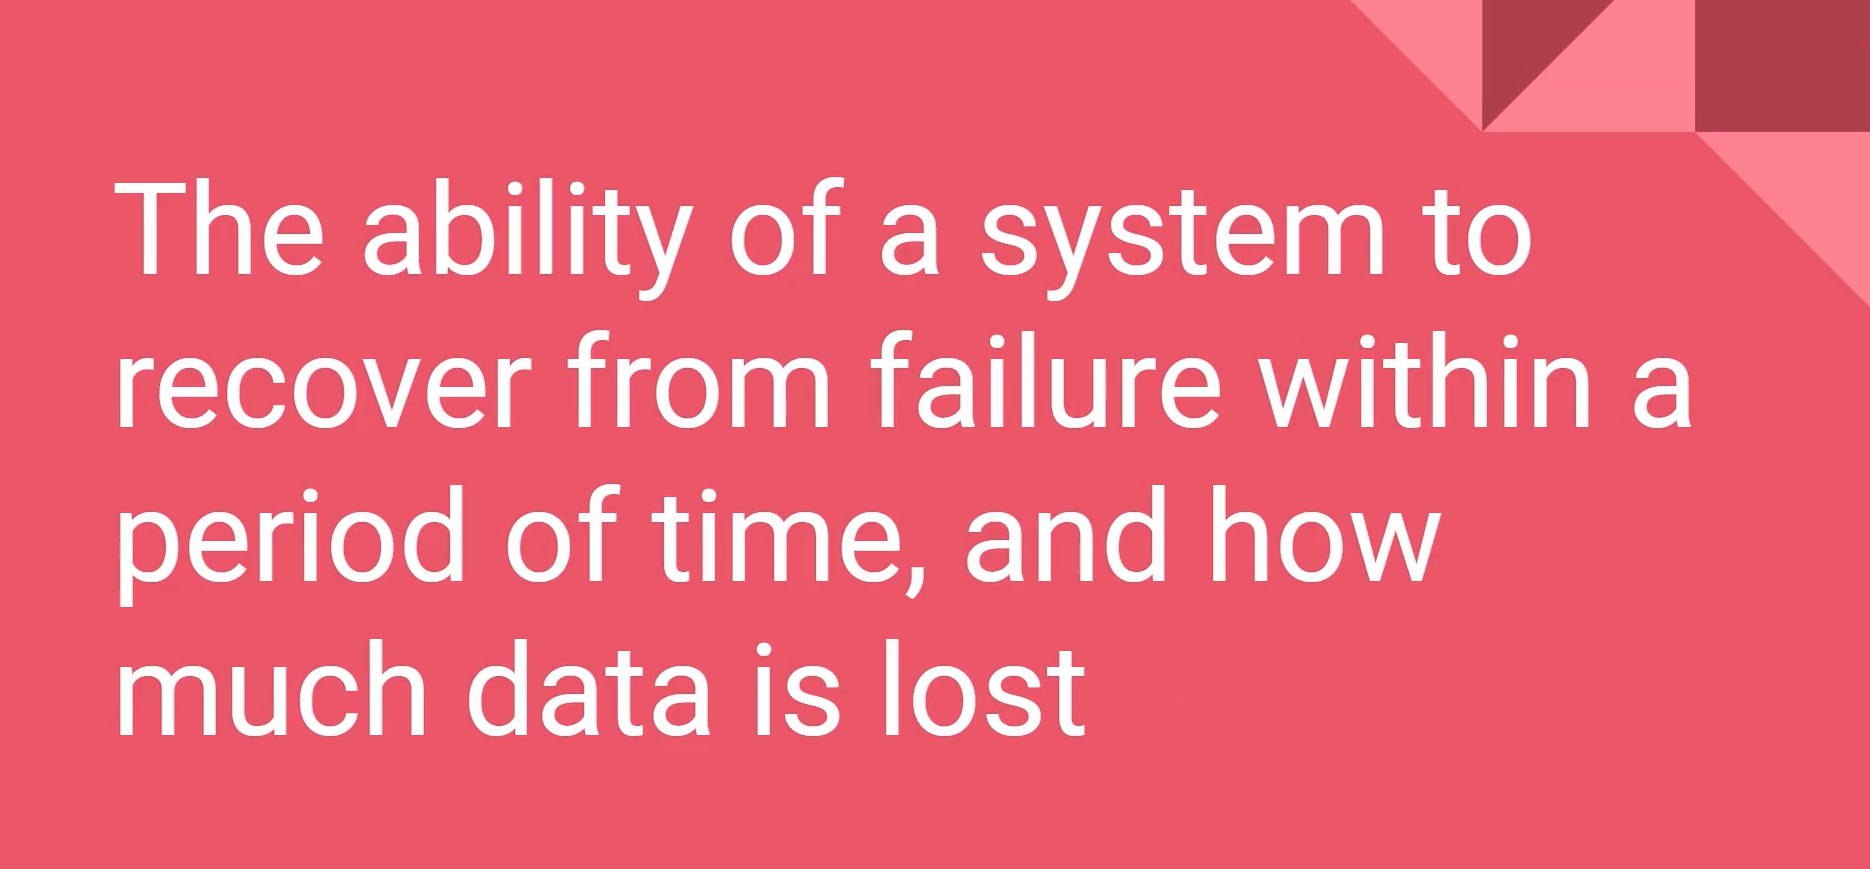 The ability of a system to
recover from failure within a
period of time, and how
much data is lost